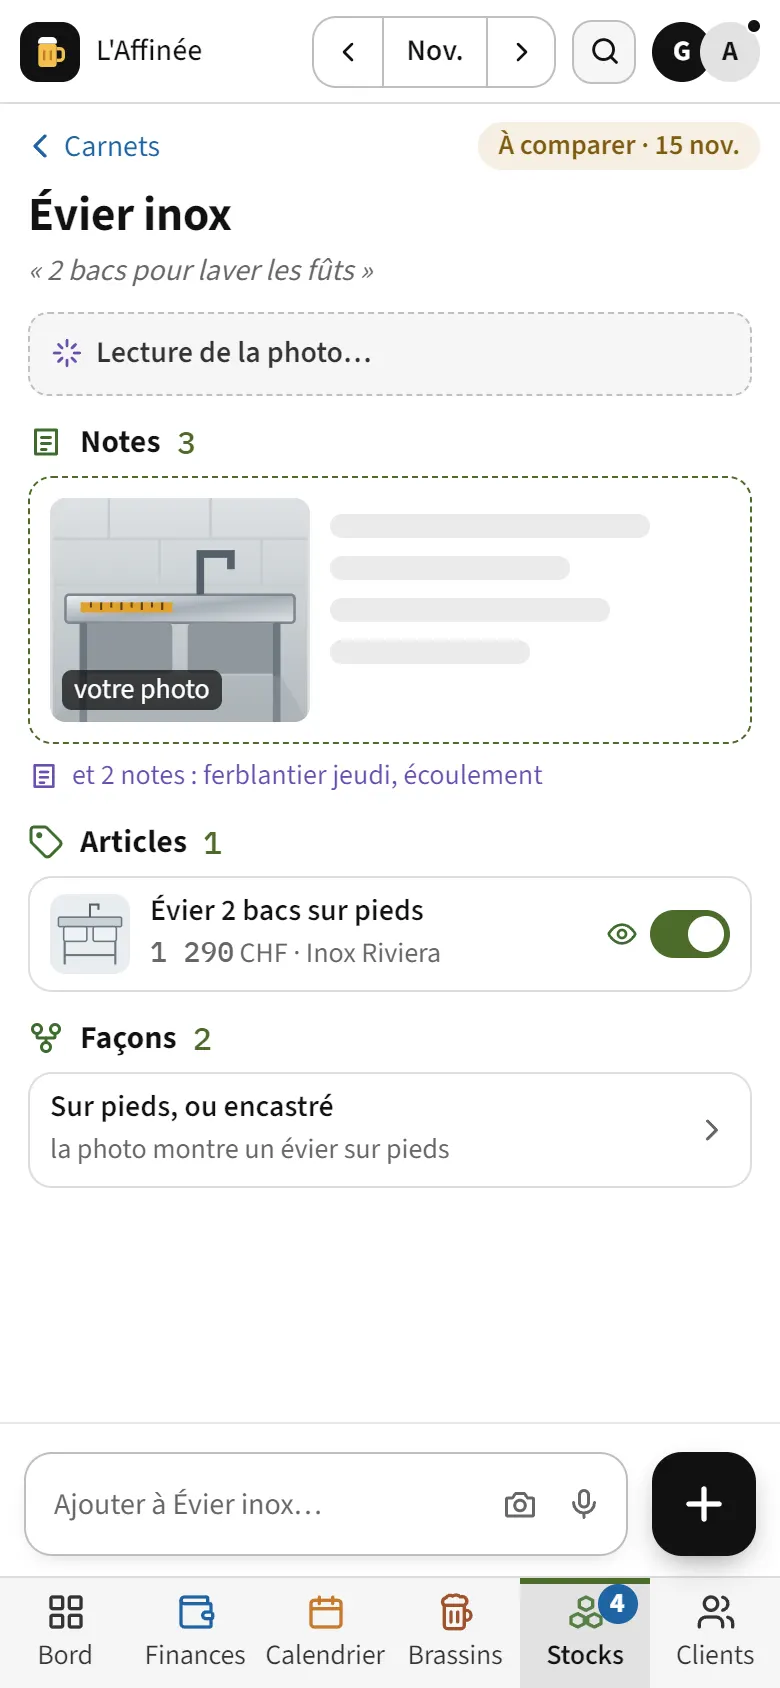 L'Affinée
Nov.
G
A
Carnets
À comparer · 15 nov.
Évier inox
« 2 bacs pour laver les fûts »
Lecture de la photo…
Notes 3
votre photo
et 2 notes : ferblantier jeudi, écoulement
Articles 1
Évier 2 bacs sur pieds
1 290 CHF · Inox Riviera
Façons 2
Sur pieds, ou encastré
la photo montre un évier sur pieds
Ajouter à Évier inox…
4
Bord
Finances
Calendrier
Brassins
Stocks
Clients